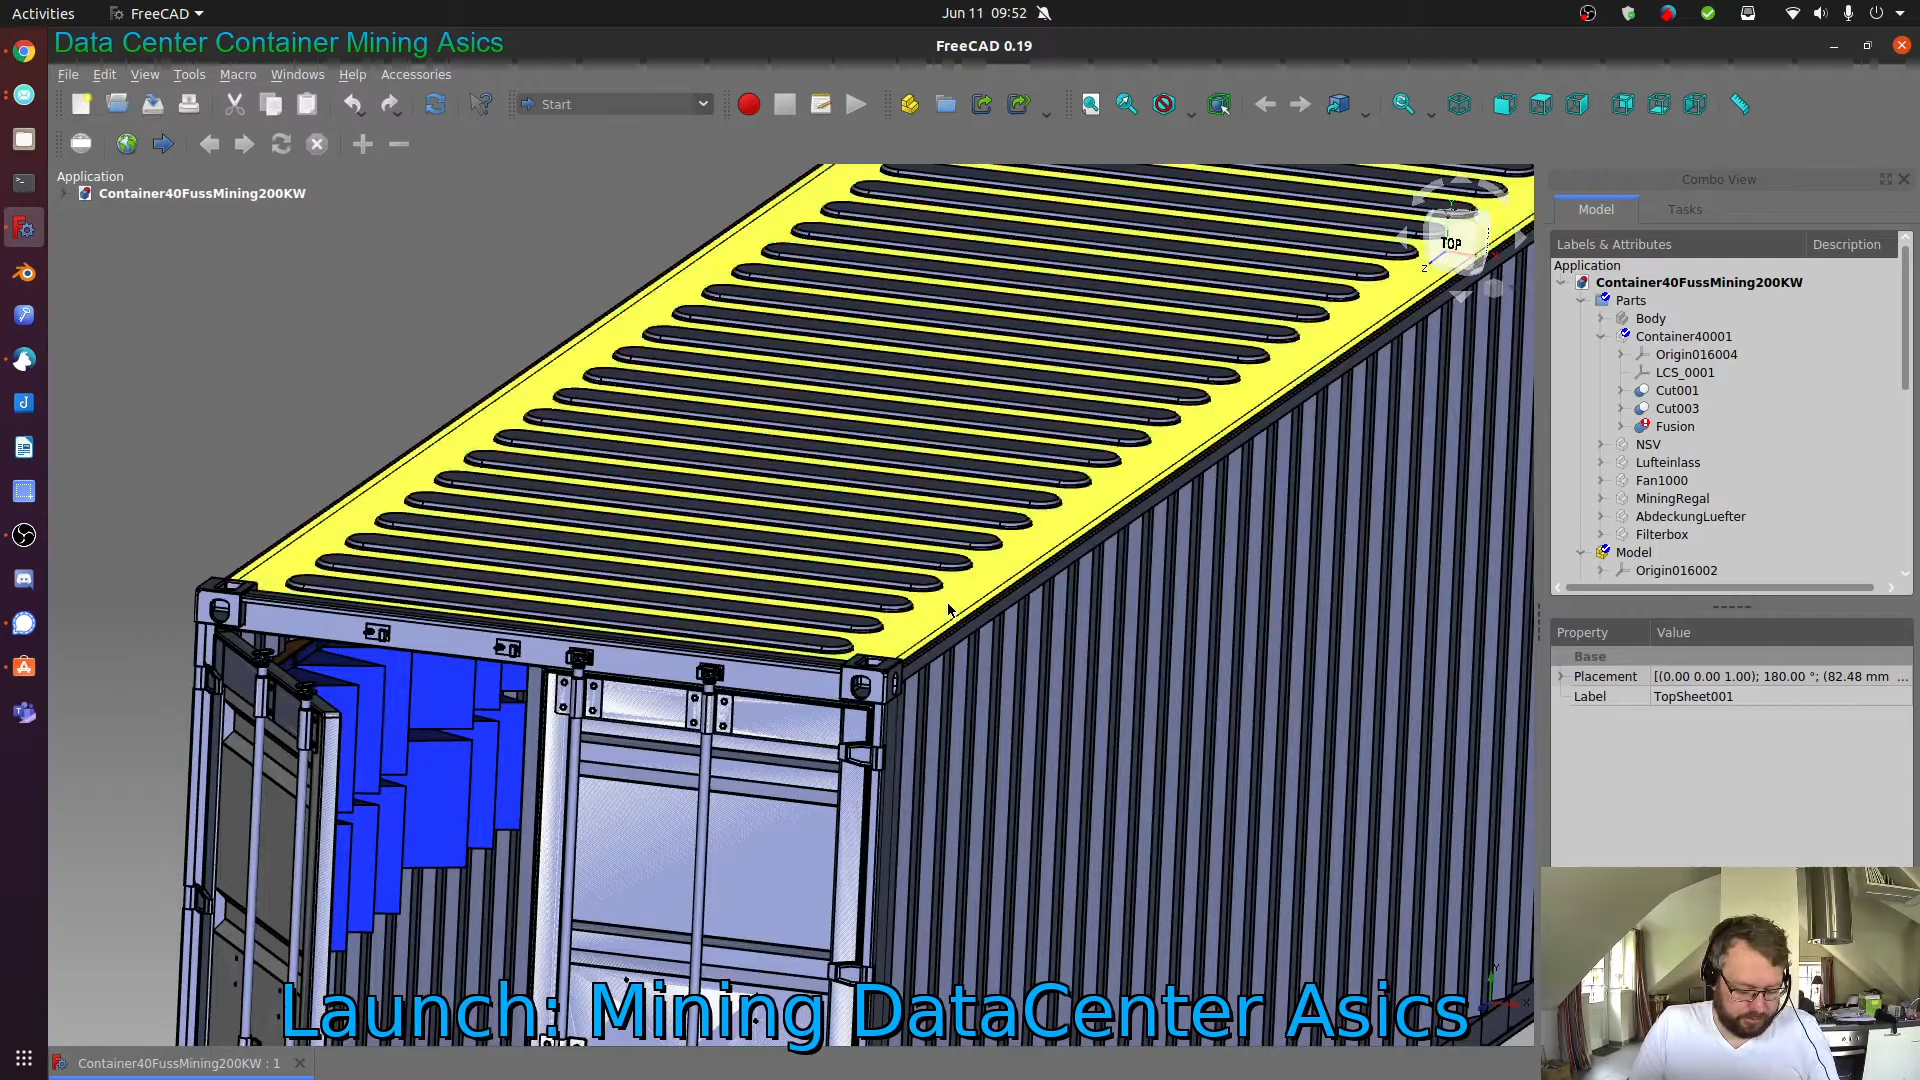 Activities
FreeCAD
Jun 11 09:52
Data Center Container Mining Asics
FreeCAD 0.19
File Edit View Tools Macro Windows Help Accessories
Start
Application
Container40FussMining200KW
TOP
Y
Z
Combo View
Model
Tasks
Labels & Attributes
Description
Application
Container40FussMining200KW
Parts
Body
Container40001
Origin016004
LCS_0001
Cut001
Cut003
Fusion
NSV
Lufteinlass
Fan1000
MiningRegal
AbdeckungLuefter
Filterbox
Model
Origin016002
Property
Value
Base
Placement
[(0.00 0.00 1.00); 180.00 °; (82.48 mm ...
Label
TopSheet001
Launch: Mining DataCenter Asics
Container40FussMining200KW : 1